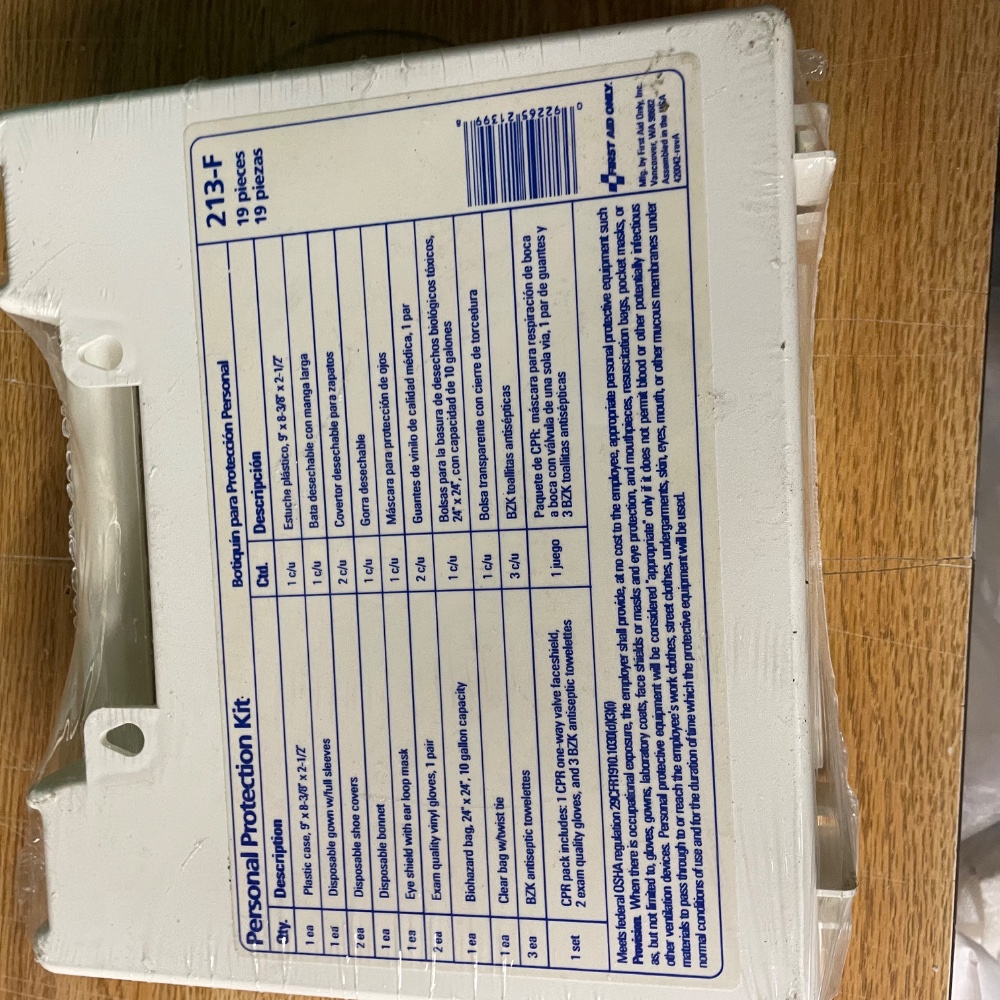 Personal Protection Kit
Qty. Description
1 ea Plastic case, 9" x 8-3/8" x 2-1/2"
1 ea Disposable gown w/full sleeves
2 ea Disposable shoe covers
1 ea Disposable bonnet
1 ea Eye shield with ear loop mask
2 ea Exam quality vinyl gloves, 1 pair
1 ea Biohazard bag, 24" x 24", 10 gallon capacity
1 ea Clear bag w/twist tie
3 ea BZK antiseptic towelettes
1 set CPR pack includes: 1 CPR one-way valve faceshield,
2 exam quality gloves, and 3 BZK antiseptic towelettes
Botiquin para Protección Personal
Ctd. Descripción
1 c/u Estuche plástico, 9" x 8-3/8" x 2-1/2"
1 c/u Bata desechable con manga larga
2 c/u Covertor desechable para zapatos
1 c/u Gorra desechable
1 c/u Máscara para protección de ojos
2 c/u Guantes de vinilo de calidad médica, 1 par
1 c/u Bolsas para la basura de desechos biológicos tóxicos,
24" x 24", con capacidad de 10 galones
1 c/u Bolsa transparente con cierre de torcedura
3 c/u BZK toallitas antisépticas
1 juego Paquete de CPR: máscara para respiración de boca
a boca con válvula de una sola via, 1 par de guantes y
3 BZK toallitas antisépticas
213-F
19 pieces
19 piezas
0 9265 21399 8
FIRST AID ONLY
Mfg. by First Aid Only, Inc.
Vancouver, WA 98682
Assembled in the USA
420042-revA
Meets federal OSHA regulation 29CFR1910.1030(d)(3)(i)
Provision. When there is occupational exposure, the employer shall provide, at no cost to the employee, appropriate personal protective equipment such
as, but not limited to, gloves, gowns, laboratory coats, face shields or masks and eye protection, and mouthpieces, resuscitation bags, pocket masks, or
other ventilation devices. Personal protective equipment will be considered "appropriate" only if it does not permit blood or other potentially infectious
materials to pass through to or reach the employee's work clothes, street clothes, undergarments, skin, eyes, mouth, or other mucous membranes under
normal conditions of use and for the duration of time which the protective equipment will be used.